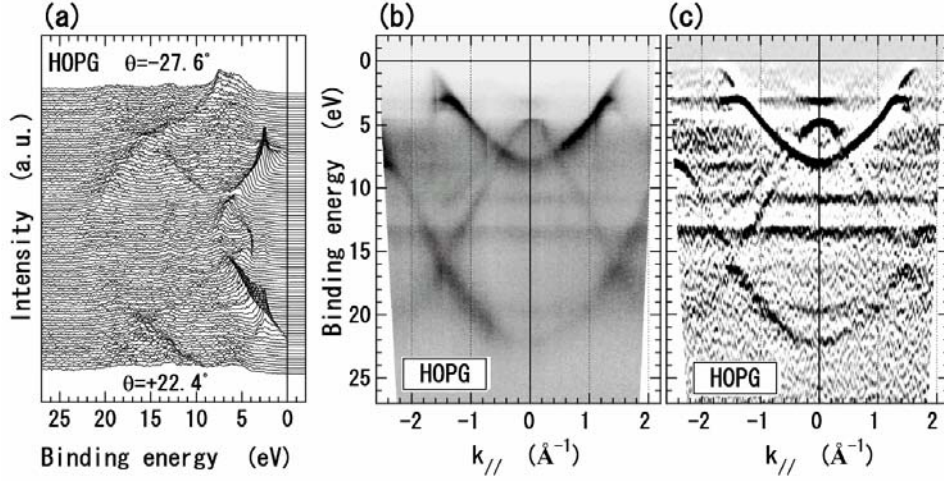 (a)
HOPG θ=−27.6°
Intensity (a.u.)
θ=+22.4°
25 20 15 10 5 0
Binding energy (eV)
(b)
0
5
10
15
20
25
Binding energy (eV)
HOPG
−2 −1 0 1 2
k// (Å⁻¹)
(c)
HOPG
−2 −1 0 1 2
k// (Å⁻¹)